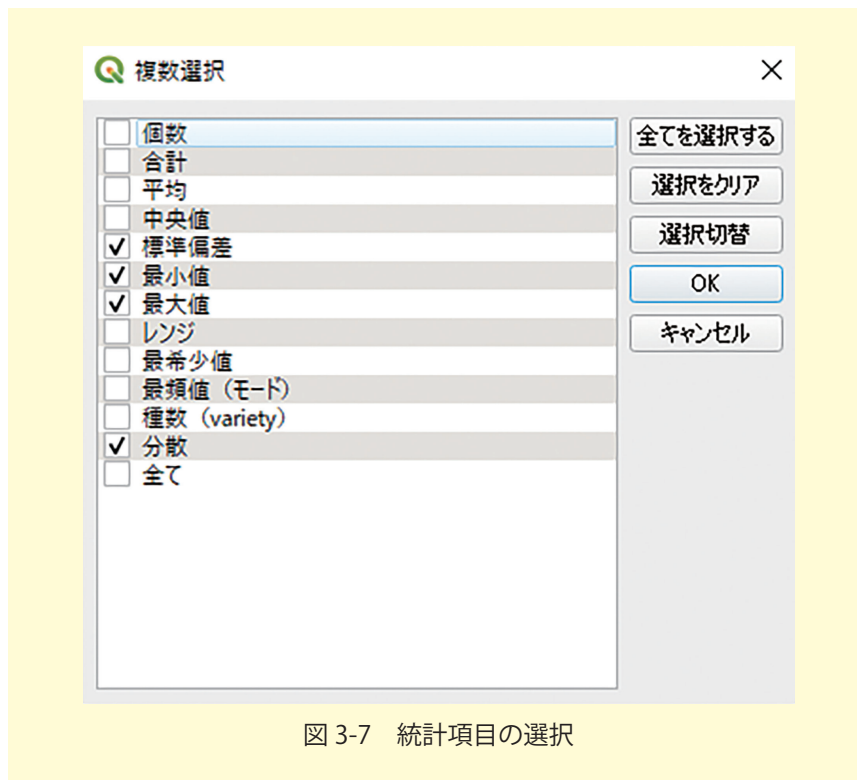 複数選択
個数
合計
平均
中央値
標準偏差
最小値
最大値
レンジ
最希少値
最頻値（モード）
種数（variety）
分散
全て
全てを選択する
選択をクリア
選択切替
OK
キャンセル
図 3-7　統計項目の選択